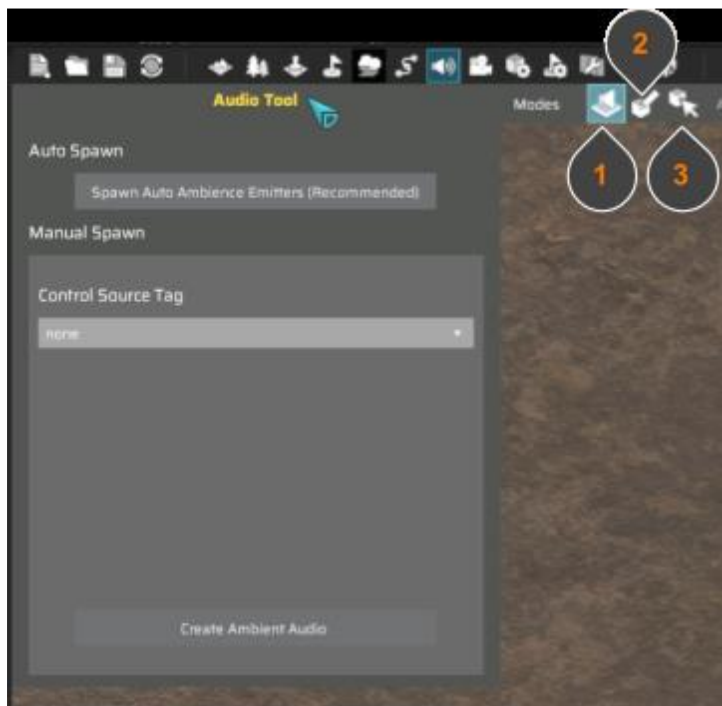 2
Audio Tool
Modes
1
3
Auto Spawn
Spawn Auto Ambience Emitters (Recommended)
Manual Spawn
Control Source Tag
none
Create Ambient Audio